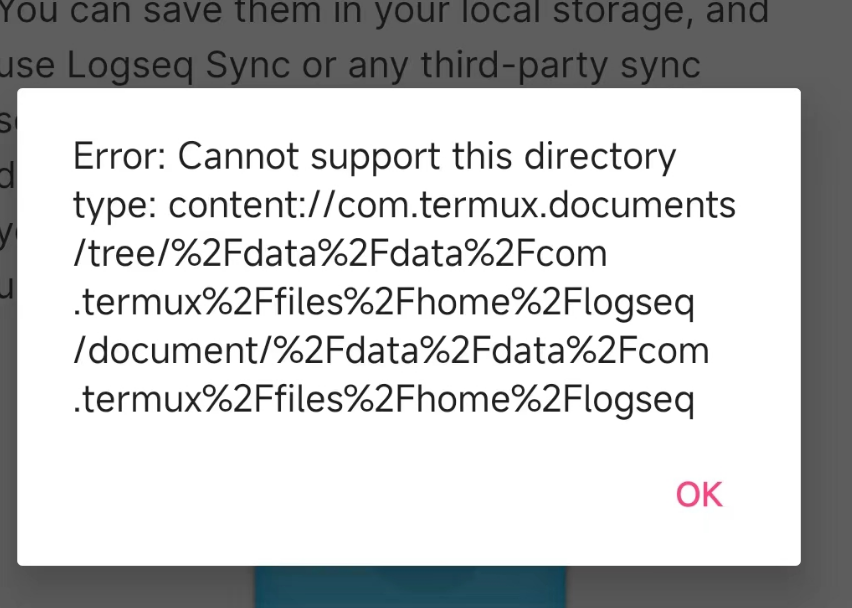 You can save them in your local storage, and
use Logseq Sync or any third-party sync
Error: Cannot support this directory
type: content://com.termux.documents
/tree/%2Fdata%2Fdata%2Fcom
.termux%2Ffiles%2Fhome%2Flogseq
/document/%2Fdata%2Fdata%2Fcom
.termux%2Ffiles%2Fhome%2Flogseq
OK